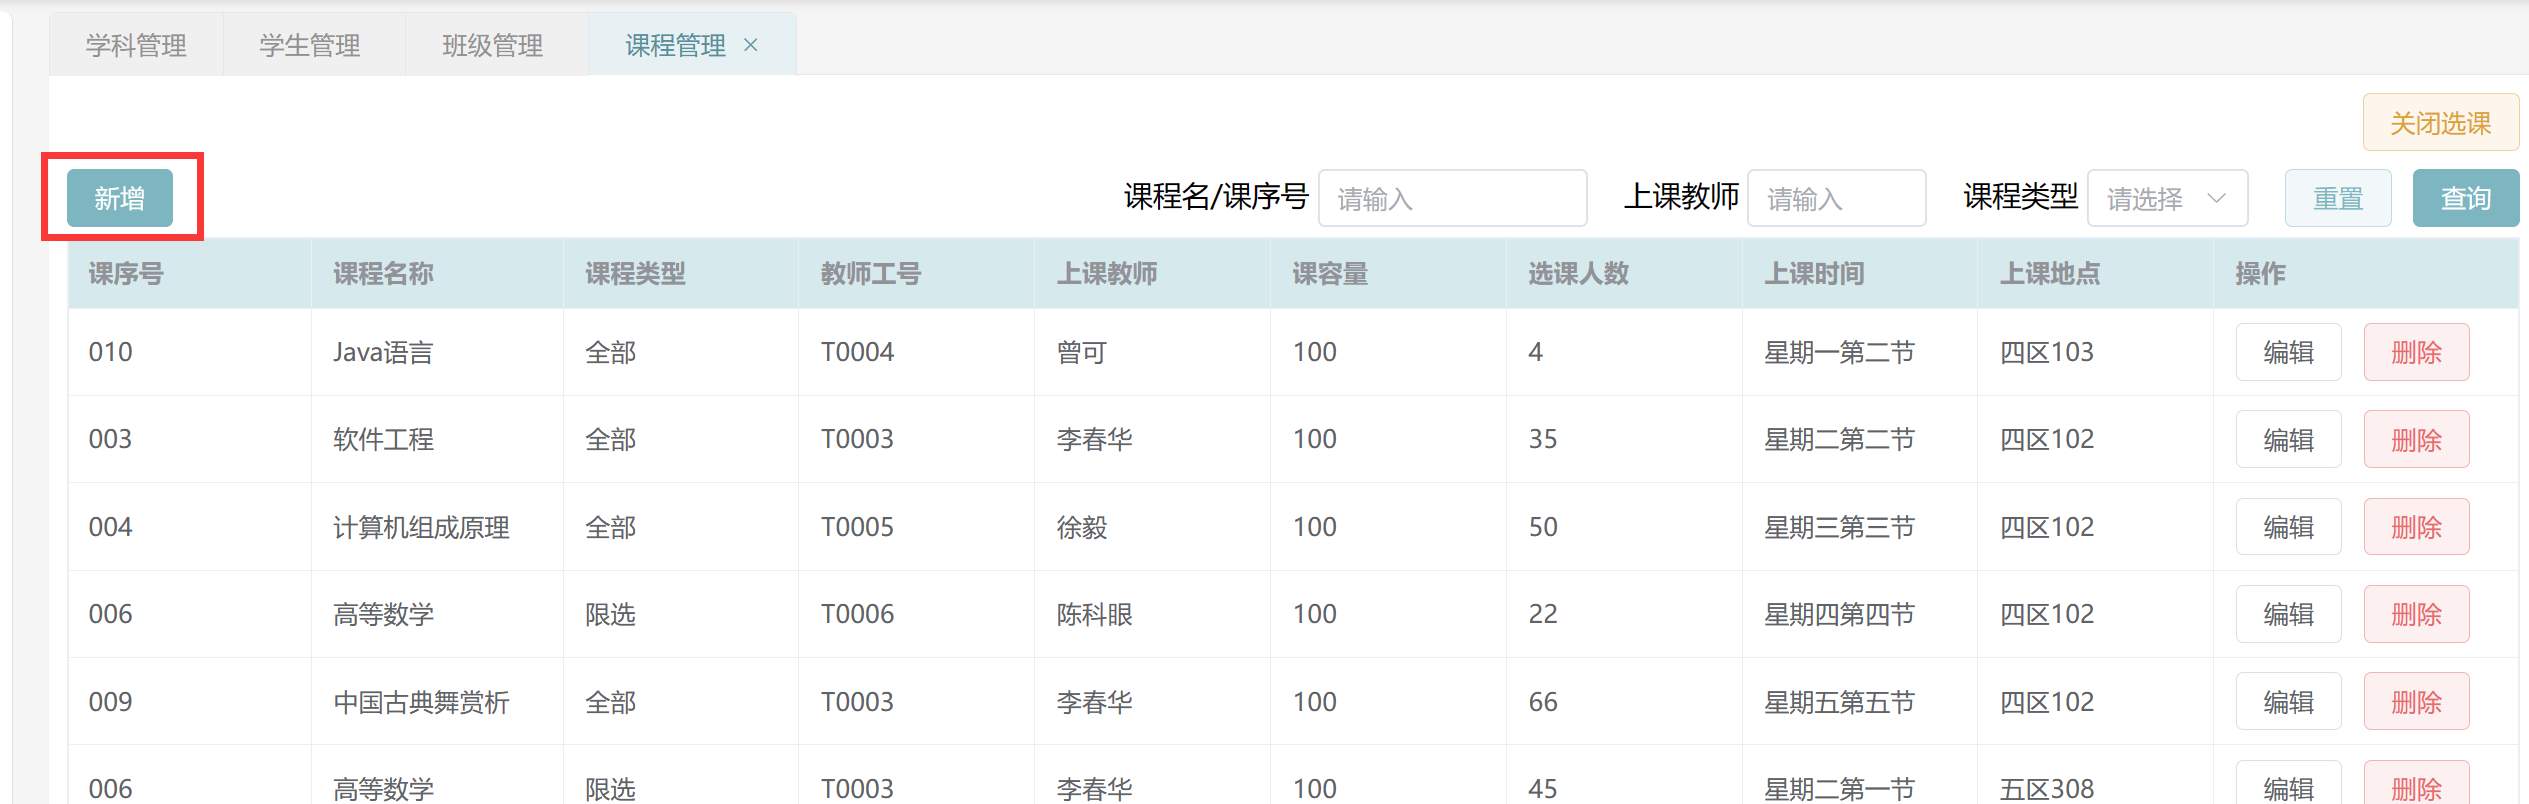 学科管理 学生管理 班级管理 课程管理 ×
关闭选课
新增 课程名/课序号 请输入 上课教师 请输入 课程类型 请选择 重置 查询
课序号 课程名称 课程类型 教师工号 上课教师 课容量 选课人数 上课时间 上课地点 操作
010 Java语言 全部 T0004 曾可 100 4 星期一第二节 四区103 编辑 删除
003 软件工程 全部 T0003 李春华 100 35 星期二第二节 四区102 编辑 删除
004 计算机组成原理 全部 T0005 徐毅 100 50 星期三第三节 四区102 编辑 删除
006 高等数学 限选 T0006 陈科眼 100 22 星期四第四节 四区102 编辑 删除
009 中国古典舞赏析 全部 T0003 李春华 100 66 星期五第五节 四区102 编辑 删除
006 高等数学 限选 T0003 李春华 100 45 星期二第一节 五区308 编辑 删除